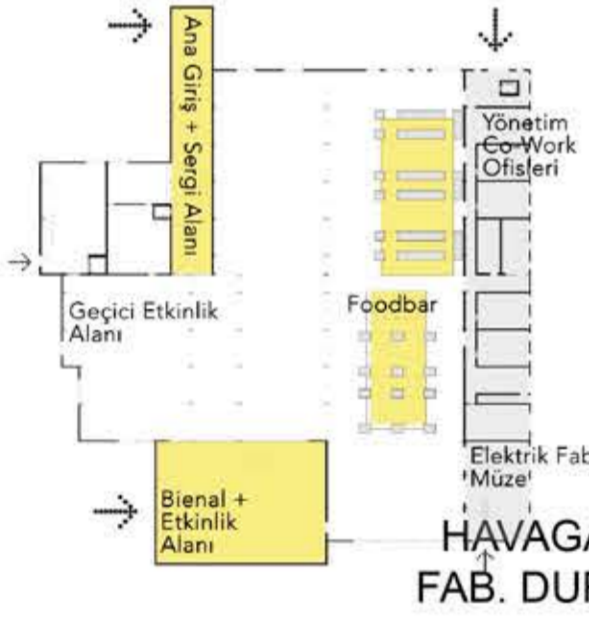 Ana Giriş + Sergi Alanı
Yönetim
Co-Work
Ofisleri
Geçici Etkinlik
Alanı
Foodbar
Elektrik Fab
Müze
Bienal +
Etkinlik
Alanı
HAVAGA
FAB. DU